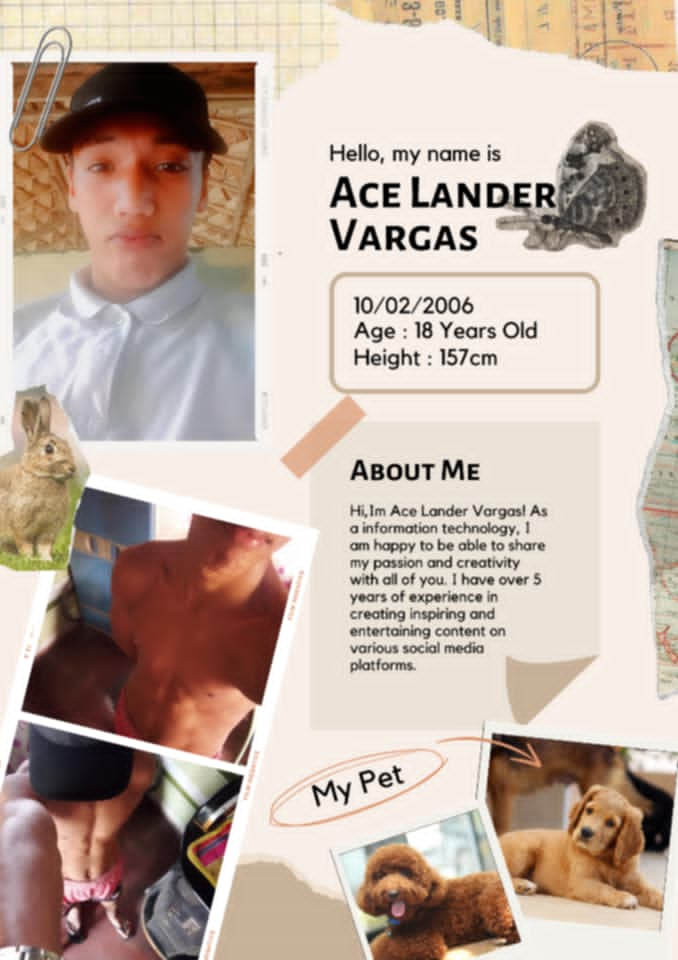 Hello, my name is
Ace Lander
Vargas
10/02/2006
Age : 18 Years Old
Height : 157cm
About Me
Hi,Im Ace Lander Vargas! As
a information technology, I
am happy to be able to share
my passion and creativity
with all of you. I have over 5
years of experience in
creating inspiring and
entertaining content on
various social media
platforms.
My Pet